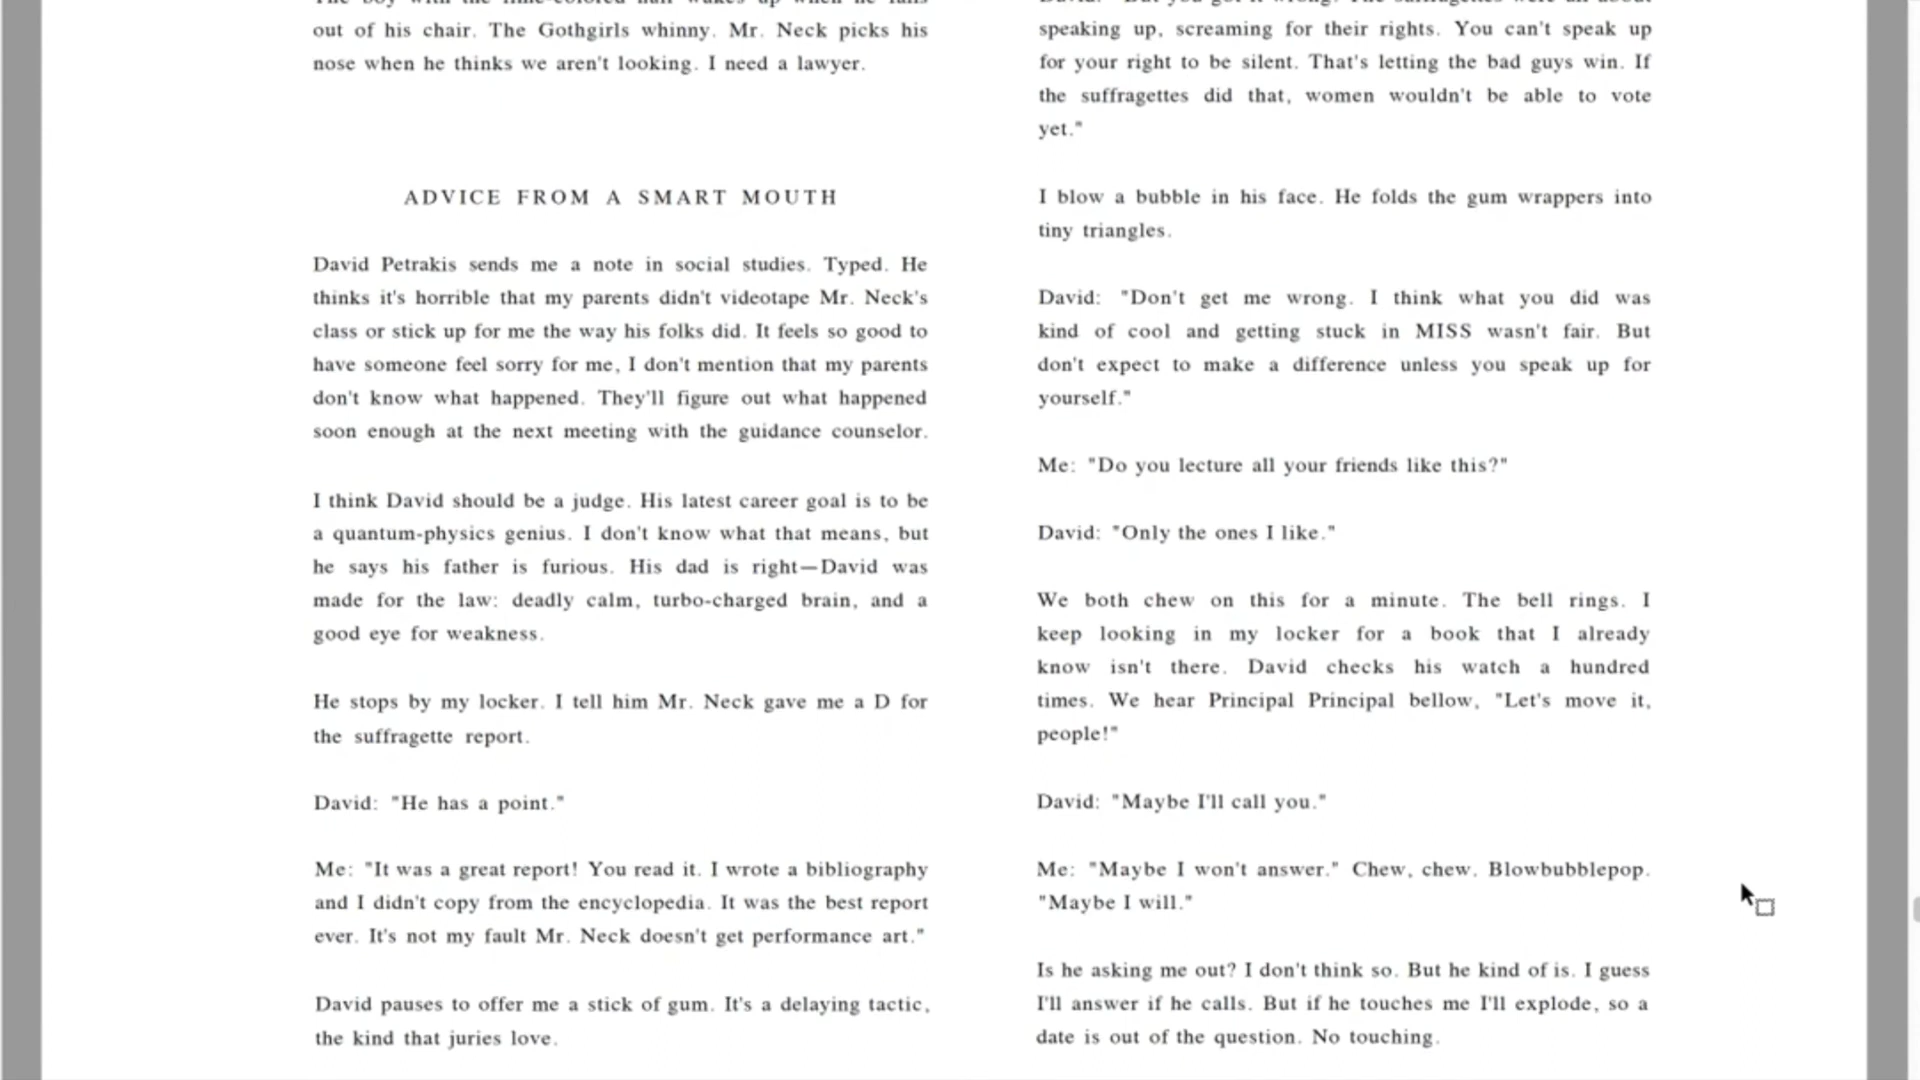 out of his chair. The Gothgirls whinny. Mr. Neck picks his
nose when he thinks we aren't looking. I need a lawyer.
ADVICE FROM A SMART MOUTH
David Petrakis sends me a note in social studies. Typed. He
thinks it's horrible that my parents didn't videotape Mr. Neck's
class or stick up for me the way his folks did. It feels so good to
have someone feel sorry for me, I don't mention that my parents
don't know what happened. They'll figure out what happened
soon enough at the next meeting with the guidance counselor.
I think David should be a judge. His latest career goal is to be
a quantum-physics genius. I don't know what that means, but
he says his father is furious. His dad is right—David was
made for the law: deadly calm, turbo-charged brain, and a
good eye for weakness.
He stops by my locker. I tell him Mr. Neck gave me a D for
the suffragette report.
David: "He has a point."
Me: "It was a great report! You read it. I wrote a bibliography
and I didn't copy from the encyclopedia. It was the best report
ever. It's not my fault Mr. Neck doesn't get performance art."
David pauses to offer me a stick of gum. It's a delaying tactic,
the kind that juries love.
speaking up, screaming for their rights. You can't speak up
for your right to be silent. That's letting the bad guys win. If
the suffragettes did that, women wouldn't be able to vote
yet."
I blow a bubble in his face. He folds the gum wrappers into
tiny triangles.
David: "Don't get me wrong. I think what you did was
kind of cool and getting stuck in MISS wasn't fair. But
don't expect to make a difference unless you speak up for
yourself."
Me: "Do you lecture all your friends like this?"
David: "Only the ones I like."
We both chew on this for a minute. The bell rings. I
keep looking in my locker for a book that I already
know isn't there. David checks his watch a hundred
times. We hear Principal Principal bellow, "Let's move it,
people!"
David: "Maybe I'll call you."
Me: "Maybe I won't answer." Chew, chew. Blowbubblepop.
"Maybe I will."
Is he asking me out? I don't think so. But he kind of is. I guess
I'll answer if he calls. But if he touches me I'll explode, so a
date is out of the question. No touching.